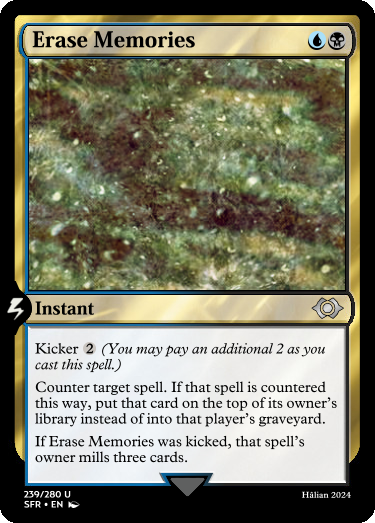 Erase Memories
Instant
Kicker 2 (You may pay an additional 2 as you
cast this spell.)
Counter target spell. If that spell is countered
this way, put that card on the top of its owner's
library instead of into that player's graveyard.
If Erase Memories was kicked, that spell's
owner mills three cards.
239/280 U
SFR • EN
Hălian 2024